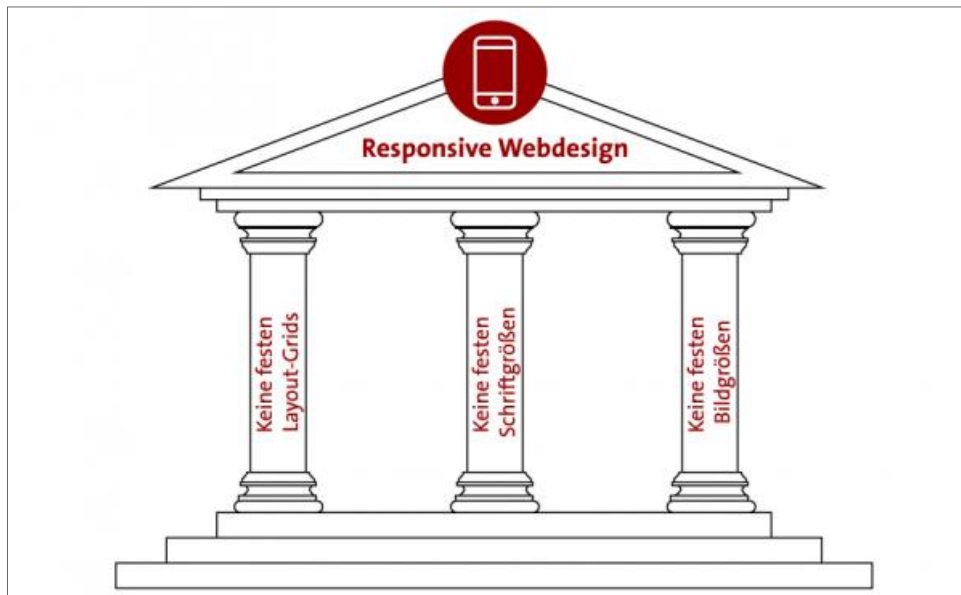 Responsive Webdesign
Keine festen
Layout-Grids
Keine festen
Schriftgrößen
Keine festen
Bildgrößen